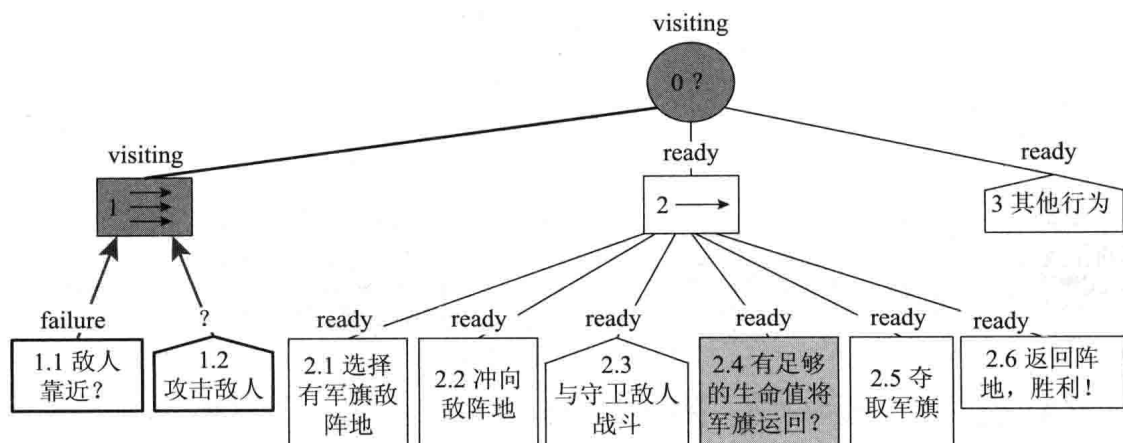 visiting
0 ?
visiting
1
ready
2
ready
3 其他行为
failure
1.1 敌人
靠近？
?
1.2
攻击敌人
ready
2.1 选择
有军旗敌
阵地
ready
2.2 冲向
敌阵地
ready
2.3
与守卫敌人
战斗
ready
2.4 有足够
的生命值将
军旗运回？
ready
2.5 夺
取军旗
ready
2.6 返回阵
地，胜利！